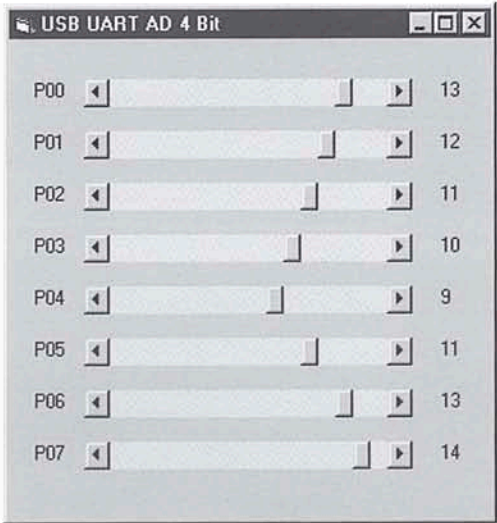 USB UART AD 4 Bit
P00 13
P01 12
P02 11
P03 10
P04 9
P05 11
P06 13
P07 14